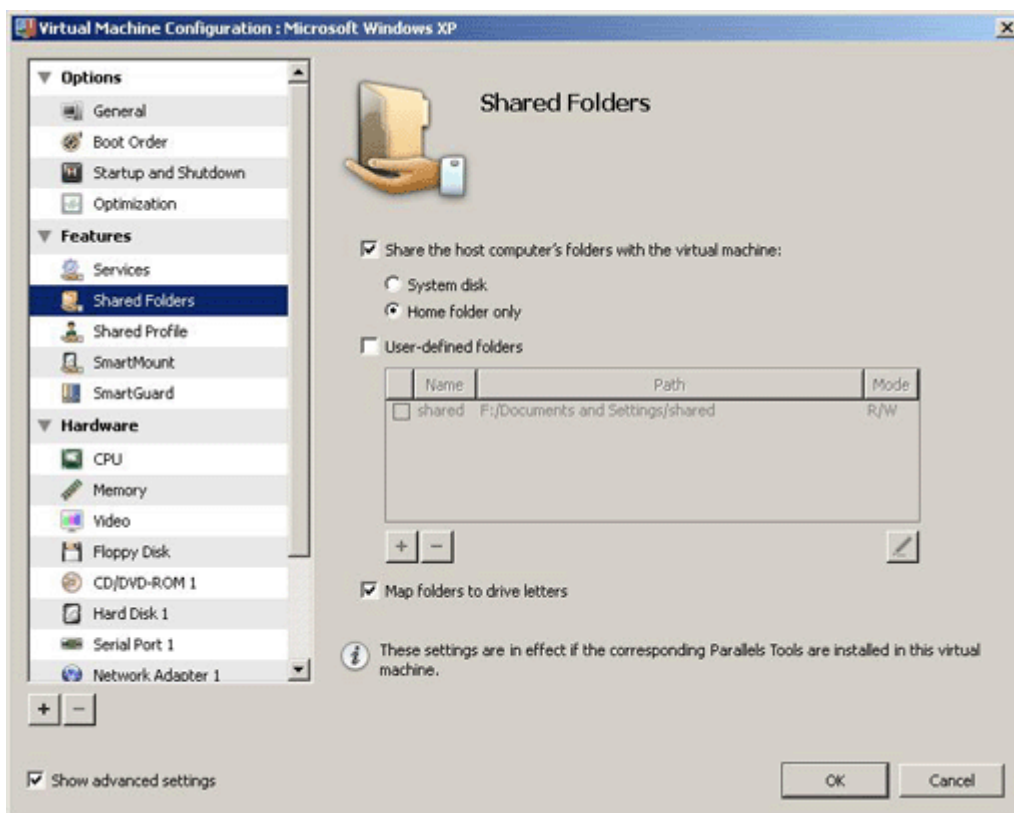 Virtual Machine Configuration : Microsoft Windows XP
Options
General
Boot Order
Startup and Shutdown
Optimization
Features
Services
Shared Folders
Shared Profile
SmartMount
SmartGuard
Hardware
CPU
Memory
Video
Floppy Disk
CD/DVD-ROM 1
Hard Disk 1
Serial Port 1
Network Adapter 1
+ −
Show advanced settings
Shared Folders
Share the host computer's folders with the virtual machine:
System disk
Home folder only
User-defined folders
Name Path Mode
shared F:/Documents and Settings/shared R/W
+ −
Map folders to drive letters
These settings are in effect if the corresponding Parallels Tools are installed in this virtual
machine.
OK Cancel